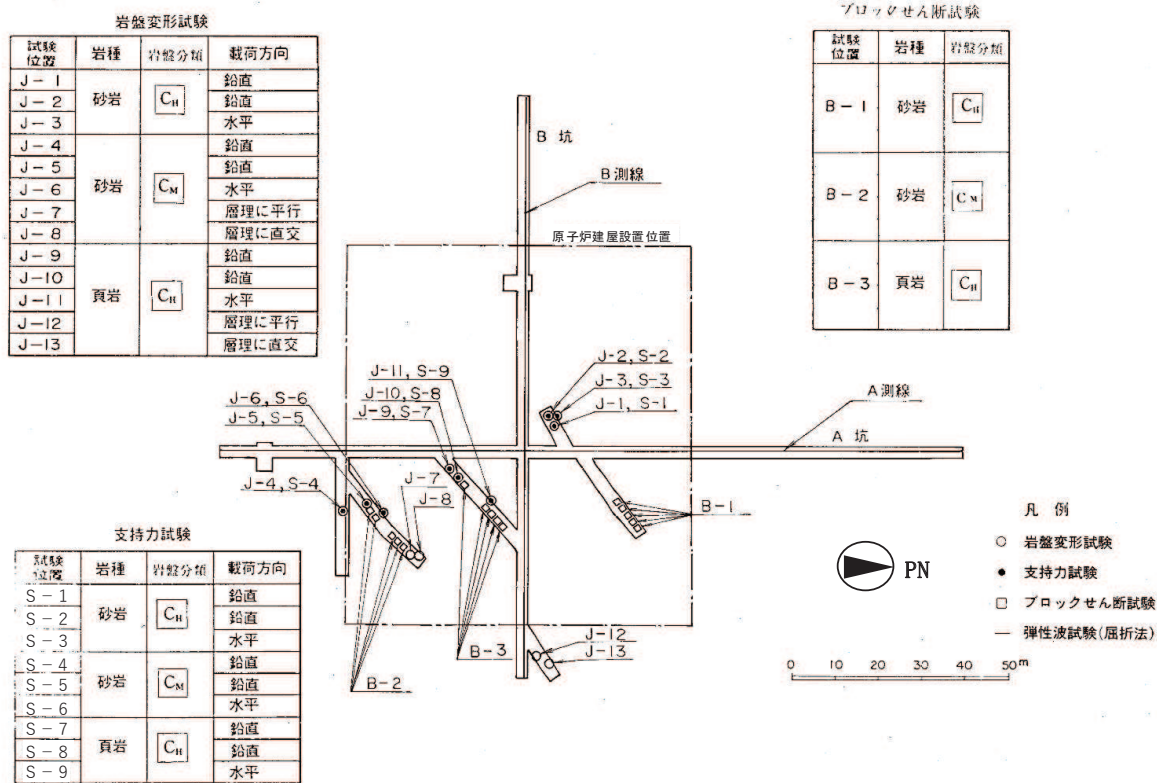 岩盤変形試験
試験位置 岩種 岩盤分類 載荷方向
J-1 砂岩 CH 鉛直
J-2 鉛直
J-3 水平
J-4 砂岩 CM 鉛直
J-5 鉛直
J-6 水平
J-7 層理に平行
J-8 層理に直交
J-9 頁岩 CH 鉛直
J-10 鉛直
J-11 水平
J-12 層理に平行
J-13 層理に直交
ブロックせん断試験
試験位置 岩種 岩盤分類
B-1 砂岩 CH
B-2 砂岩 CM
B-3 頁岩 CH
B 坑
B測線
原子炉建屋設置位置
J-2, S-2
J-3, S-3
J-1, S-1
J-11, S-9
J-10, S-8
J-9, S-7
J-6, S-6
J-5, S-5
A測線
A 坑
J-4, S-4
J-7
J-8
B-1
B-3
B-2
J-12
J-13
PN
凡 例
岩盤変形試験
支持力試験
ブロックせん断試験
弾性波試験(屈折法)
0 10 20 30 40 50m
支持力試験
試験位置 岩種 岩盤分類 載荷方向
S-1 砂岩 CH 鉛直
S-2 鉛直
S-3 水平
S-4 砂岩 CM 鉛直
S-5 鉛直
S-6 水平
S-7 頁岩 CH 鉛直
S-8 鉛直
S-9 水平